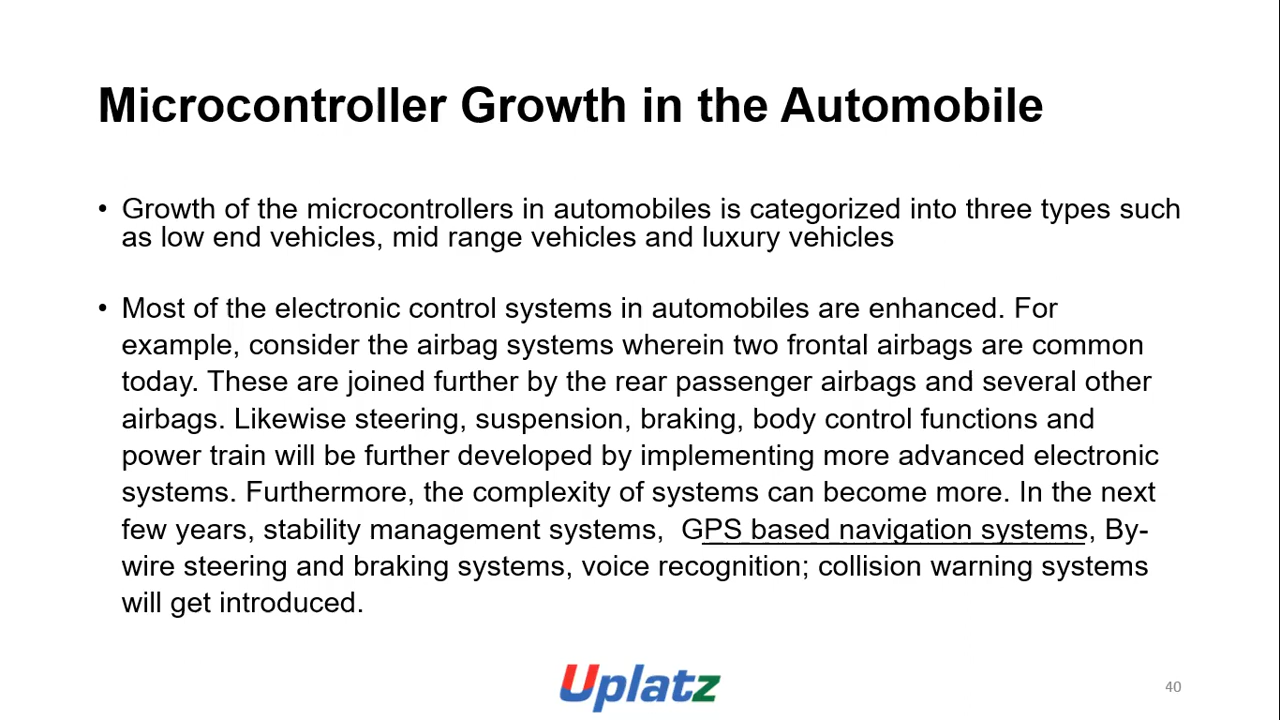 Microcontroller Growth in the Automobile
• Growth of the microcontrollers in automobiles is categorized into three types such
as low end vehicles, mid range vehicles and luxury vehicles
• Most of the electronic control systems in automobiles are enhanced. For
example, consider the airbag systems wherein two frontal airbags are common
today. These are joined further by the rear passenger airbags and several other
airbags. Likewise steering, suspension, braking, body control functions and
power train will be further developed by implementing more advanced electronic
systems. Furthermore, the complexity of systems can become more. In the next
few years, stability management systems,  GPS based navigation systems, By-
wire steering and braking systems, voice recognition; collision warning systems
will get introduced.
Uplatz
40